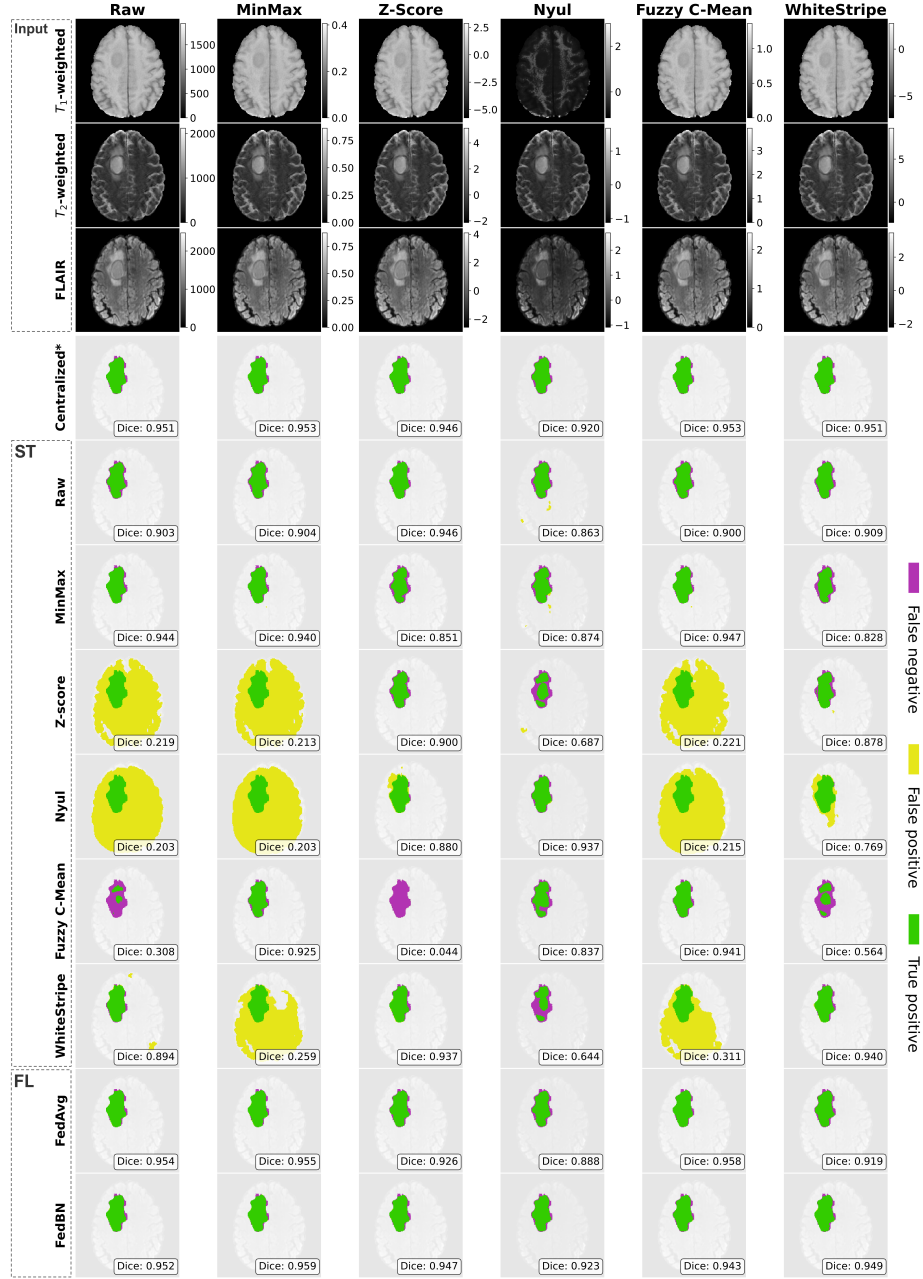 Raw MinMax Z-Score Nyul Fuzzy C-Mean WhiteStripe
Input
T1-weighted
1500 1000 500 0
0.4 0.2 0.0
2.5 0.0 −2.5 −5.0
2 0
1.0 0.5 0.0
0 −5
T2-weighted
2000 1000 0
0.75 0.50 0.25 0.00
4 2 0 −2
1 0 −1
3 2 1 0
5 0
FLAIR
2000 1000 0
0.75 0.50 0.25 0.00
4 2 0 −2
2 1 0 −1
2 1 0
2 0 −2
Centralized*
Dice: 0.951 Dice: 0.953 Dice: 0.946 Dice: 0.920 Dice: 0.953 Dice: 0.951
ST
Raw
Dice: 0.903 Dice: 0.904 Dice: 0.946 Dice: 0.863 Dice: 0.900 Dice: 0.909
MinMax
Dice: 0.944 Dice: 0.940 Dice: 0.851 Dice: 0.874 Dice: 0.947 Dice: 0.828
Z-score
Dice: 0.219 Dice: 0.213 Dice: 0.900 Dice: 0.687 Dice: 0.221 Dice: 0.878
Nyul
Dice: 0.203 Dice: 0.203 Dice: 0.880 Dice: 0.937 Dice: 0.215 Dice: 0.769
Fuzzy C-Mean
Dice: 0.308 Dice: 0.925 Dice: 0.044 Dice: 0.837 Dice: 0.941 Dice: 0.564
WhiteStripe
Dice: 0.894 Dice: 0.259 Dice: 0.937 Dice: 0.644 Dice: 0.311 Dice: 0.940
FL
FedAvg
Dice: 0.954 Dice: 0.955 Dice: 0.926 Dice: 0.888 Dice: 0.958 Dice: 0.919
FedBN
Dice: 0.952 Dice: 0.959 Dice: 0.947 Dice: 0.923 Dice: 0.943 Dice: 0.949
False negative
False positive
True positive